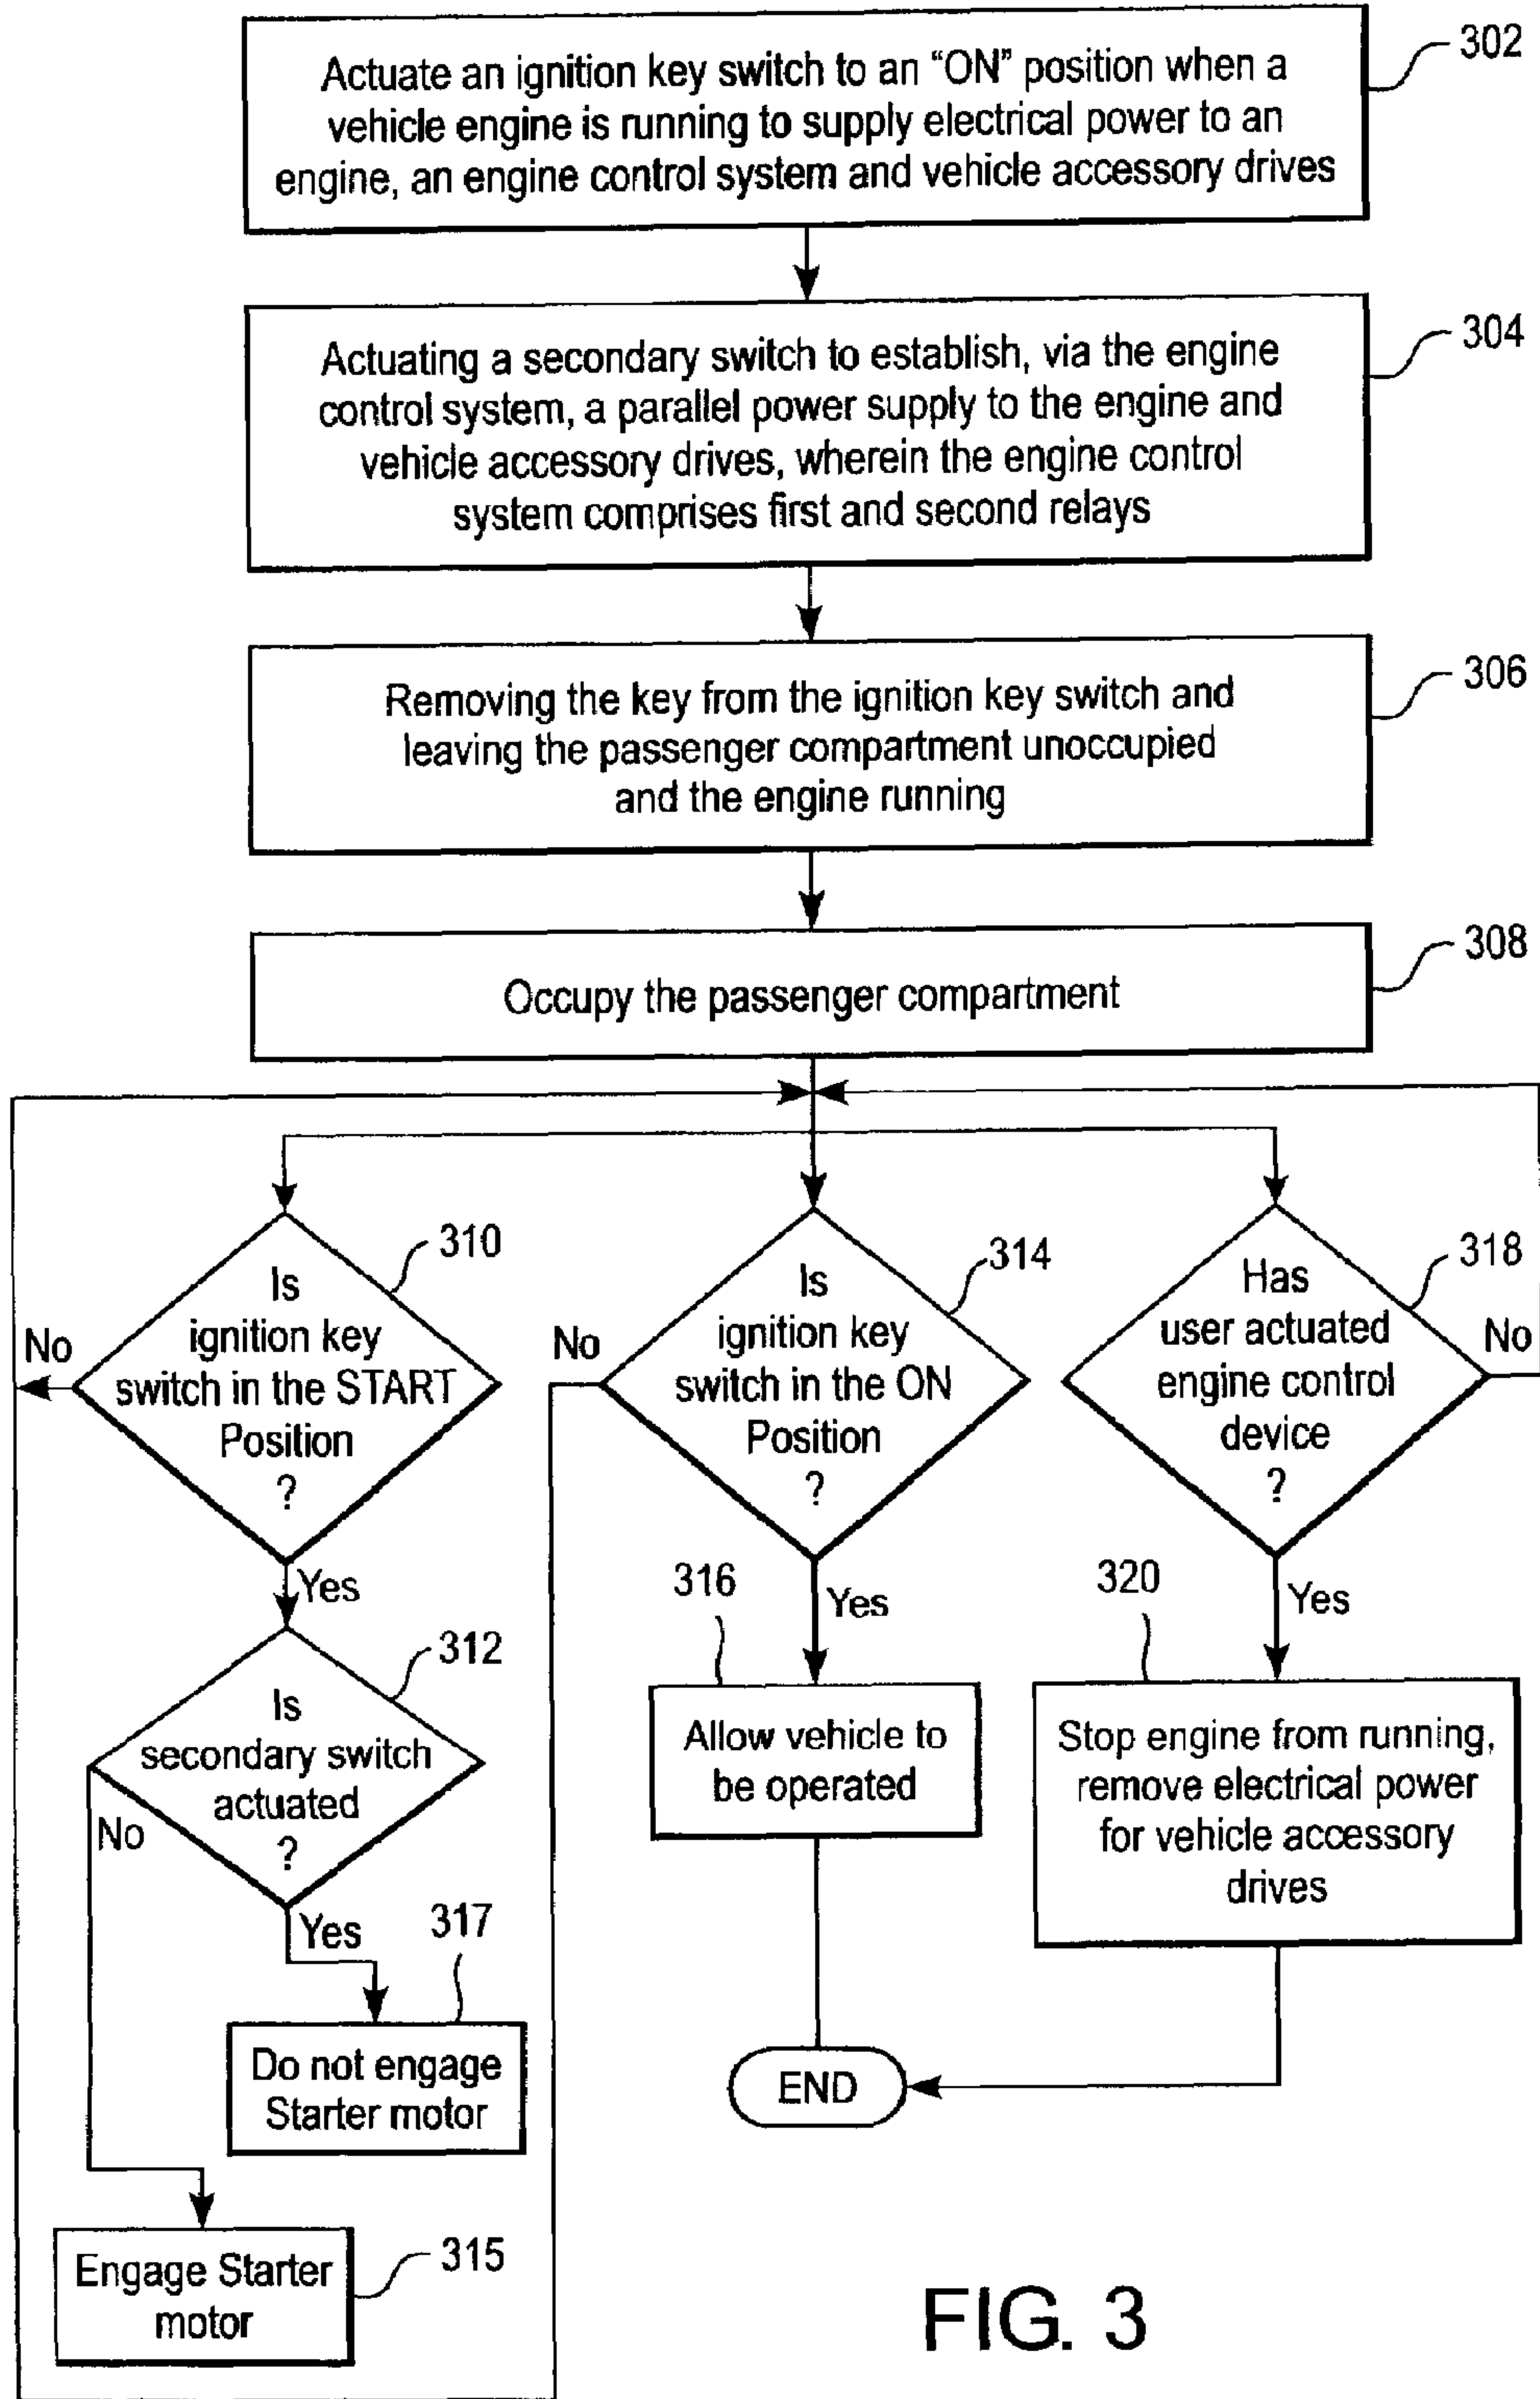 Actuate an ignition key switch to an “ON” position when a
vehicle engine is running to supply electrical power to an
engine, an engine control system and vehicle accessory drives
302
Actuating a secondary switch to establish, via the engine
control system, a parallel power supply to the engine and
vehicle accessory drives, wherein the engine control
system comprises first and second relays
304
Removing the key from the ignition key switch and
leaving the passenger compartment unoccupied
and the engine running
306
Occupy the passenger compartment
308
Is
ignition key
switch in the START
Position
?
310
No
Yes
Is
secondary switch
actuated
?
312
No
Yes
317
Do not engage
Starter motor
Engage Starter
motor
315
Is
ignition key
switch in the ON
Position
?
314
No
Yes
316
Allow vehicle to
be operated
Has
user actuated
engine control
device
?
318
No
Yes
320
Stop engine from running,
remove electrical power
for vehicle accessory
drives
END
FIG. 3